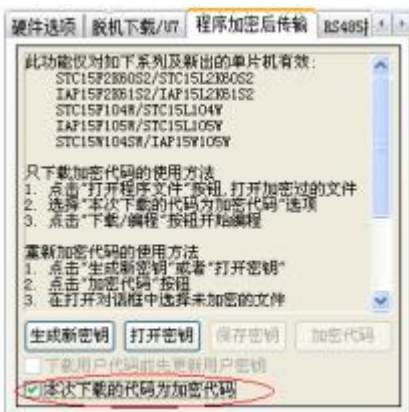 硬件选项 脱机下载/U7 程序加密后传输 RS485
此功能仅对如下系列及新出的单片机有效:
STC15F2K60S2/STC15L2K60S2
IAP15F2K61S2/IAP15L2K61S2
STC15F104W/STC15L104W
IAP15F105W/STC15L105W
STC15W104SW/IAP15W105W
只下载加密代码的使用方法
1. 点击"打开程序文件"按钮,打开加密过的文件
2. 选择"本次下载的代码为加密代码"选项
3. 点击"下载/编程"按钮开始编程
重新加密代码的使用方法
1. 点击"生成新密钥"或者"打开密钥"
2. 点击"加密代码"按钮
3. 在打开对话框中选择未加密的文件
生成新密钥 打开密钥 保存密钥 加密代码
下载用户代码前先更新用户密钥
本次下载的代码为加密代码